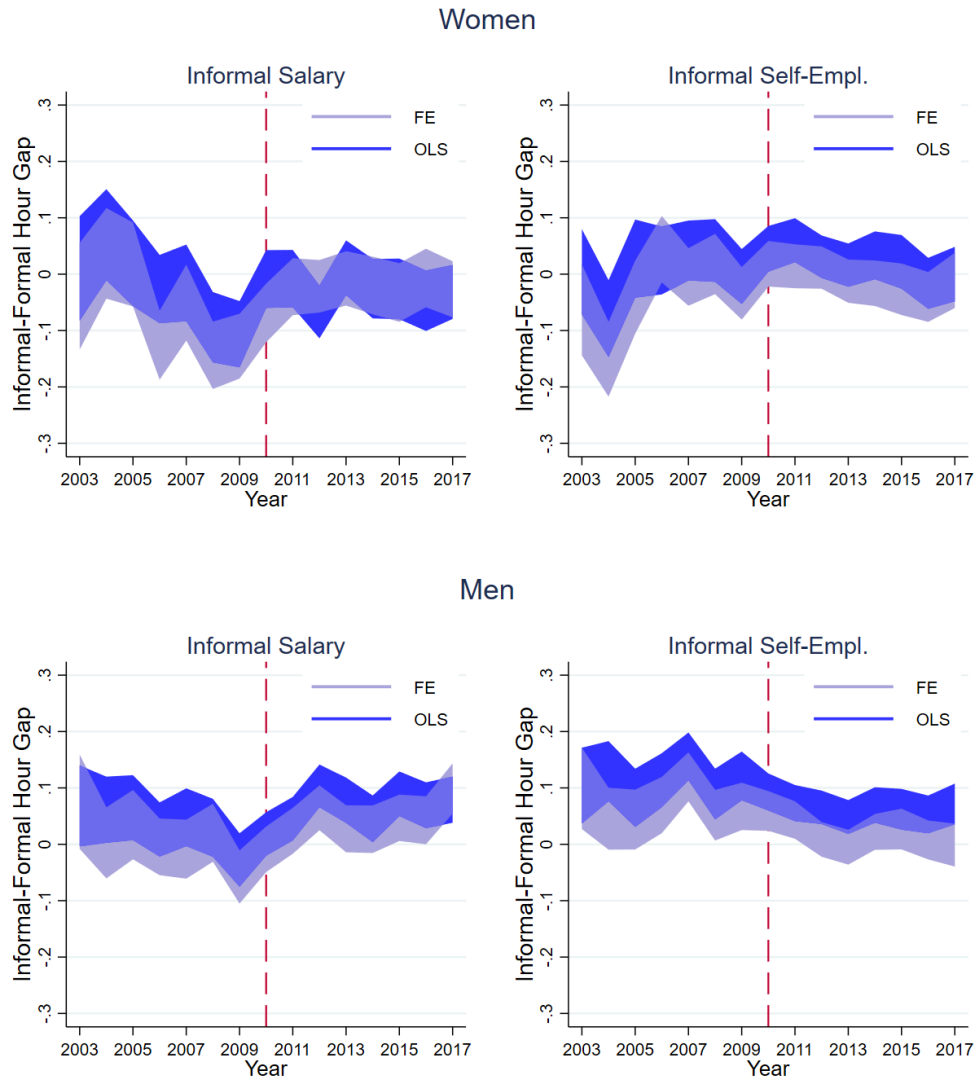 Women
Informal Salary
Informal-Formal Hour Gap
.3
.2
.1
0
-.1
-.2
-.3
FE
OLS
2003 2005 2007 2009 2011 2013 2015 2017
Year
Informal Self-Empl.
Informal-Formal Hour Gap
.3
.2
.1
0
-.1
-.2
-.3
FE
OLS
2003 2005 2007 2009 2011 2013 2015 2017
Year
Men
Informal Salary
Informal-Formal Hour Gap
.3
.2
.1
0
-.1
-.2
-.3
FE
OLS
2003 2005 2007 2009 2011 2013 2015 2017
Year
Informal Self-Empl.
Informal-Formal Hour Gap
.3
.2
.1
0
-.1
-.2
-.3
FE
OLS
2003 2005 2007 2009 2011 2013 2015 2017
Year